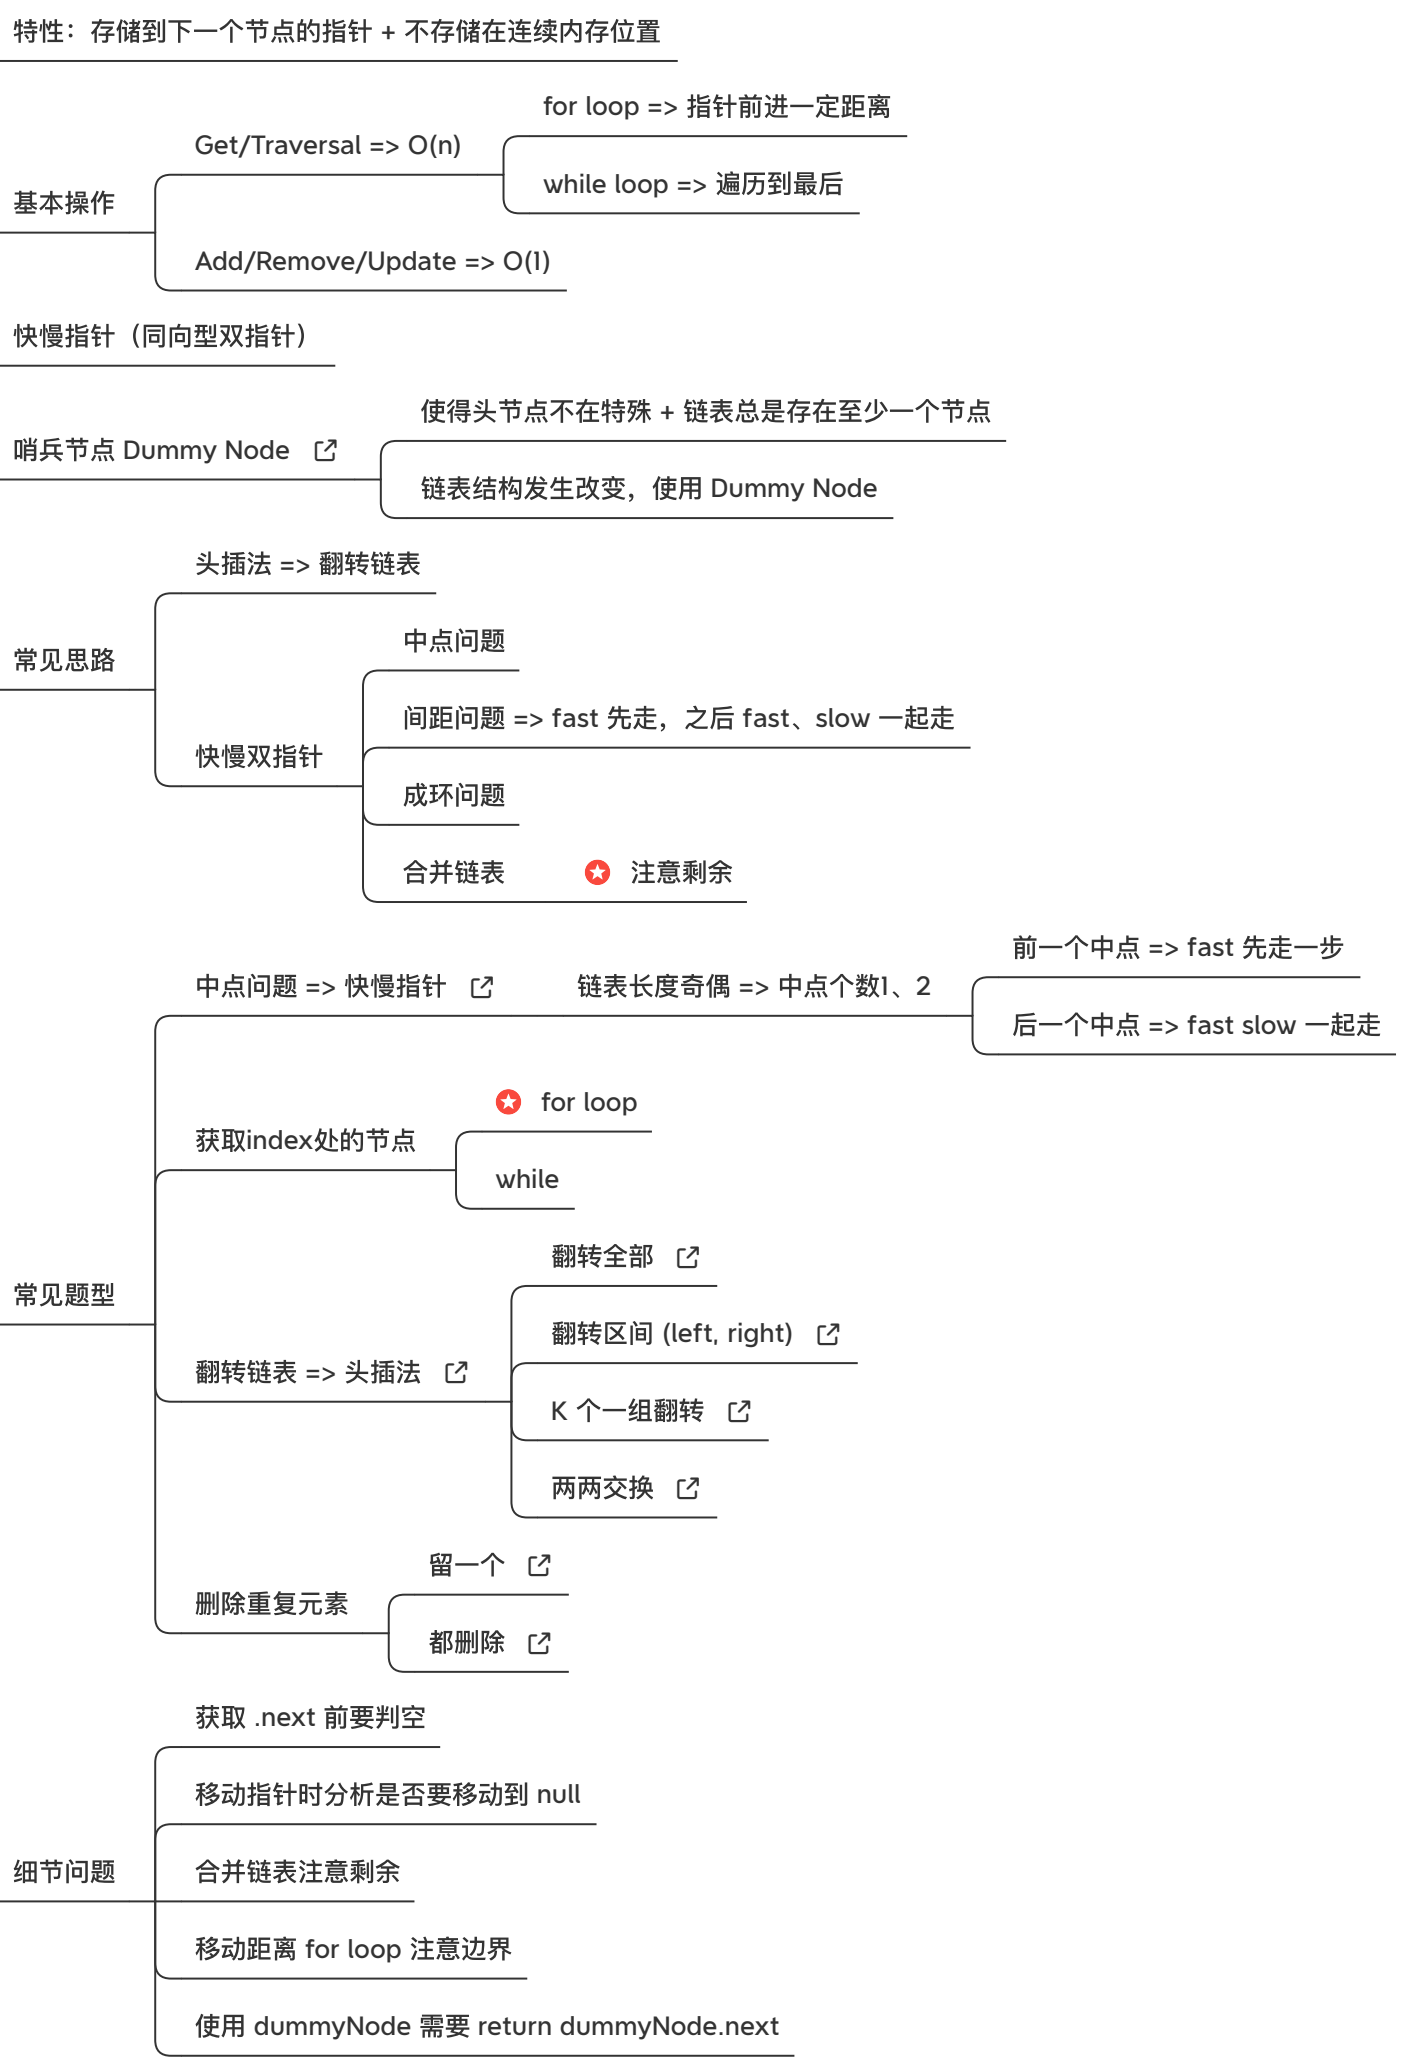 特性：存储到下一个节点的指针 + 不存储在连续内存位置
基本操作
Get/Traversal => O(n)
for loop => 指针前进一定距离
while loop => 遍历到最后
Add/Remove/Update => O(1)
快慢指针（同向型双指针）
哨兵节点 Dummy Node
使得头节点不在特殊 + 链表总是存在至少一个节点
链表结构发生改变，使用 Dummy Node
常见思路
头插法 => 翻转链表
快慢双指针
中点问题
间距问题 => fast 先走，之后 fast、slow 一起走
成环问题
合并链表
注意剩余
常见题型
中点问题 => 快慢指针
链表长度奇偶 => 中点个数1、2
前一个中点 => fast 先走一步
后一个中点 => fast slow 一起走
获取index处的节点
for loop
while
翻转链表 => 头插法
翻转全部
翻转区间 (left, right)
K 个一组翻转
两两交换
删除重复元素
留一个
都删除
细节问题
获取 .next 前要判空
移动指针时分析是否要移动到 null
合并链表注意剩余
移动距离 for loop 注意边界
使用 dummyNode 需要 return dummyNode.next